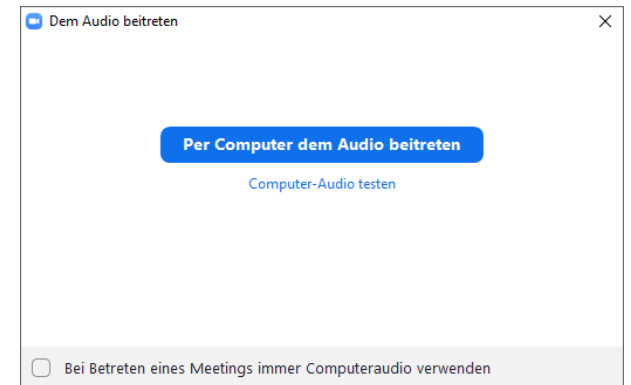 Dem Audio beitreten
Per Computer dem Audio beitreten
Computer-Audio testen
Bei Betreten eines Meetings immer Computeraudio verwenden